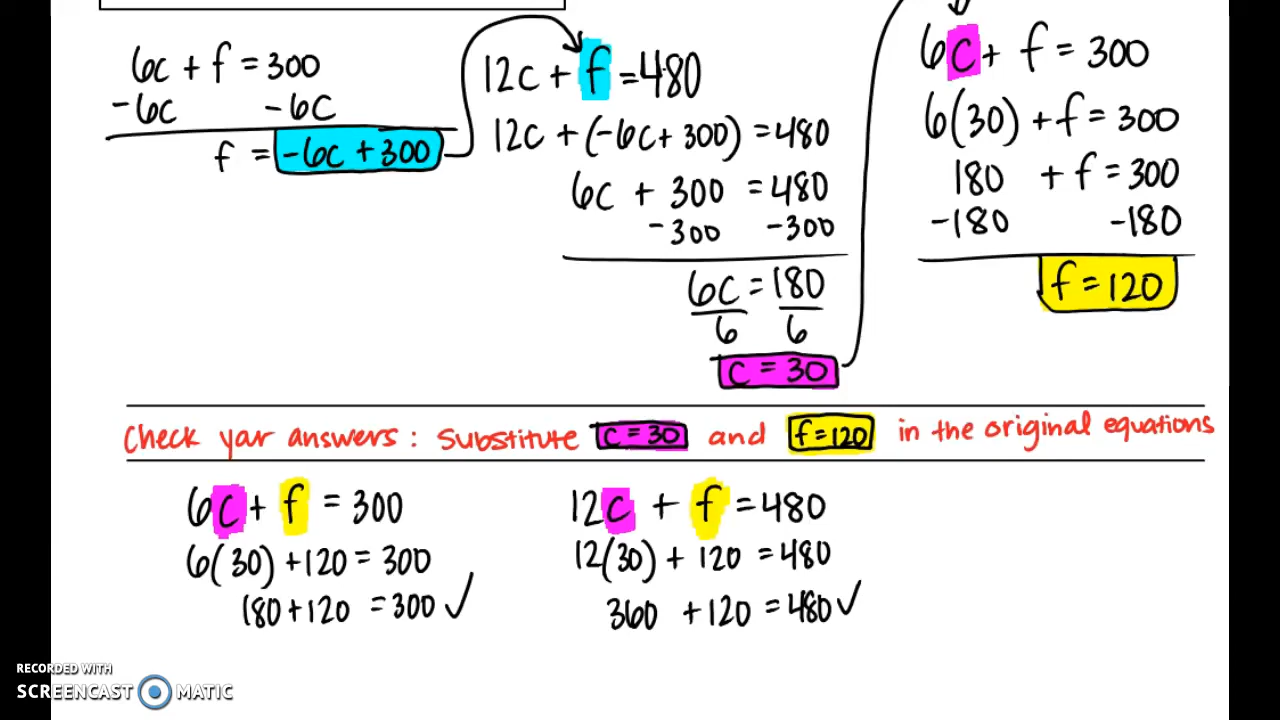 6c + f = 300
-6c -6c
f = -6c + 300
12c + f = 480
12c + (-6c + 300) = 480
6c + 300 = 480
-300 -300
6c = 180
6 6
c = 30
6c + f = 300
6(30) + f = 300
180 + f = 300
-180 -180
f = 120
Check your answers: Substitute c = 30 and f = 120 in the original equations
6c + f = 300
6(30) + 120 = 300
180 + 120 = 300 ✓
12c + f = 480
12(30) + 120 = 480
360 + 120 = 480 ✓
RECORDED WITH
SCREENCAST MATIC